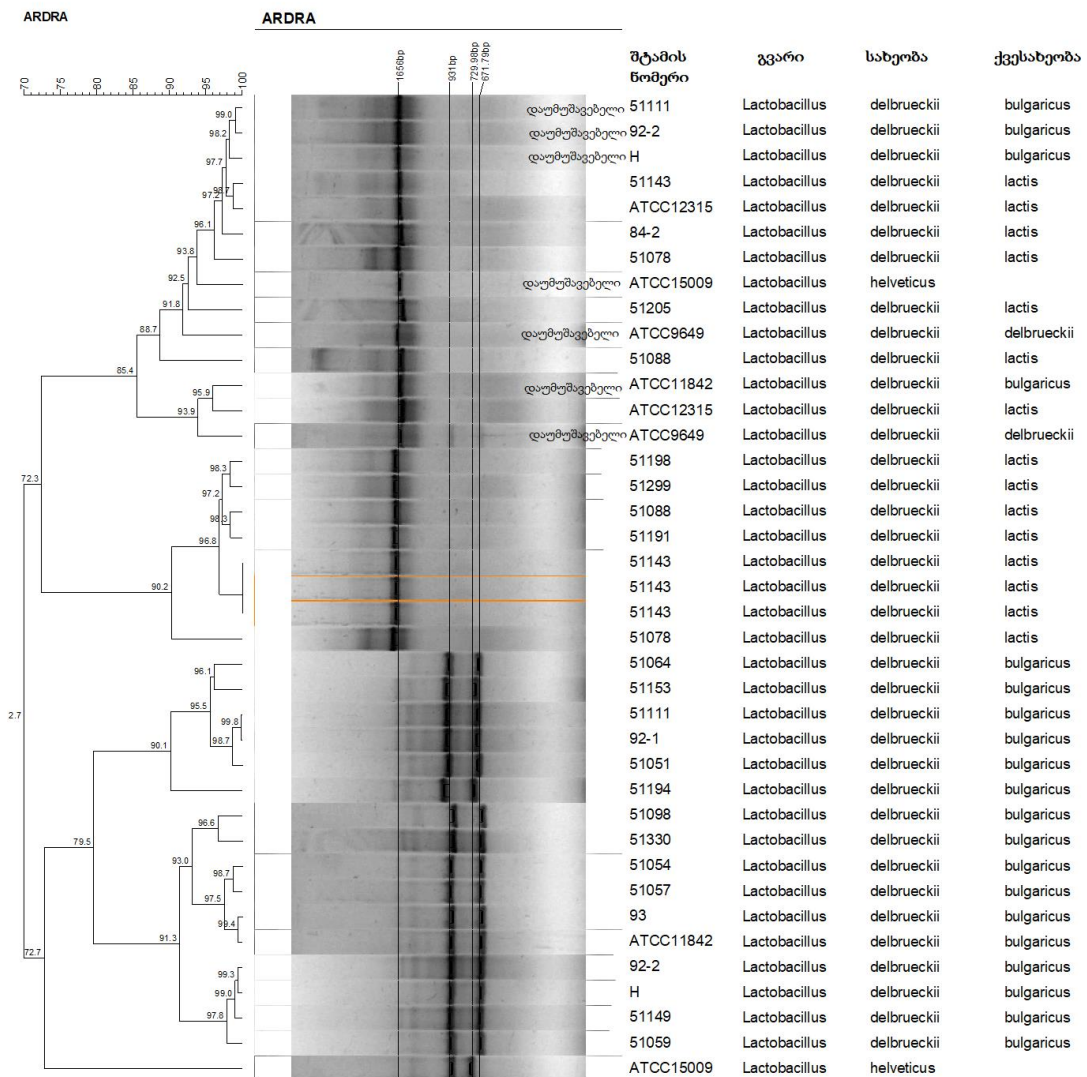 ARDRA
ARDRA
70 75 80 85 90 95 100
1656bp 931bp 729.98bp 671.79bp
შტამის ნომერი გვარი სახეობა ქვესახეობა
დაუმუშავებელი 51111 Lactobacillus delbrueckii bulgaricus
დაუმუშავებელი 92-2 Lactobacillus delbrueckii bulgaricus
დაუმუშავებელი H Lactobacillus delbrueckii bulgaricus
51143 Lactobacillus delbrueckii lactis
ATCC12315 Lactobacillus delbrueckii lactis
84-2 Lactobacillus delbrueckii lactis
51078 Lactobacillus delbrueckii lactis
დაუმუშავებელი ATCC15009 Lactobacillus helveticus
51205 Lactobacillus delbrueckii lactis
დაუმუშავებელი ATCC9649 Lactobacillus delbrueckii delbrueckii
51088 Lactobacillus delbrueckii lactis
დაუმუშავებელი ATCC11842 Lactobacillus delbrueckii bulgaricus
ATCC12315 Lactobacillus delbrueckii lactis
დაუმუშავებელი ATCC9649 Lactobacillus delbrueckii delbrueckii
51198 Lactobacillus delbrueckii lactis
51299 Lactobacillus delbrueckii lactis
51088 Lactobacillus delbrueckii lactis
51191 Lactobacillus delbrueckii lactis
51143 Lactobacillus delbrueckii lactis
51143 Lactobacillus delbrueckii lactis
51143 Lactobacillus delbrueckii lactis
51078 Lactobacillus delbrueckii lactis
51064 Lactobacillus delbrueckii bulgaricus
51153 Lactobacillus delbrueckii bulgaricus
51111 Lactobacillus delbrueckii bulgaricus
92-1 Lactobacillus delbrueckii bulgaricus
51051 Lactobacillus delbrueckii bulgaricus
51194 Lactobacillus delbrueckii bulgaricus
51098 Lactobacillus delbrueckii bulgaricus
51330 Lactobacillus delbrueckii bulgaricus
51054 Lactobacillus delbrueckii bulgaricus
51057 Lactobacillus delbrueckii bulgaricus
93 Lactobacillus delbrueckii bulgaricus
ATCC11842 Lactobacillus delbrueckii bulgaricus
92-2 Lactobacillus delbrueckii bulgaricus
H Lactobacillus delbrueckii bulgaricus
51149 Lactobacillus delbrueckii bulgaricus
51059 Lactobacillus delbrueckii bulgaricus
ATCC15009 Lactobacillus helveticus
99.0
98.2
97.7
97.2
96.1
93.8
92.5
91.8
88.7
85.4
95.9
93.9
72.3
98.3
97.2
98.3
96.8
90.2
96.1
95.5
99.8
98.7
2.7
90.1
96.6
79.5
93.0
98.7
97.5
99.4
91.3
72.7
99.3
99.0
97.8